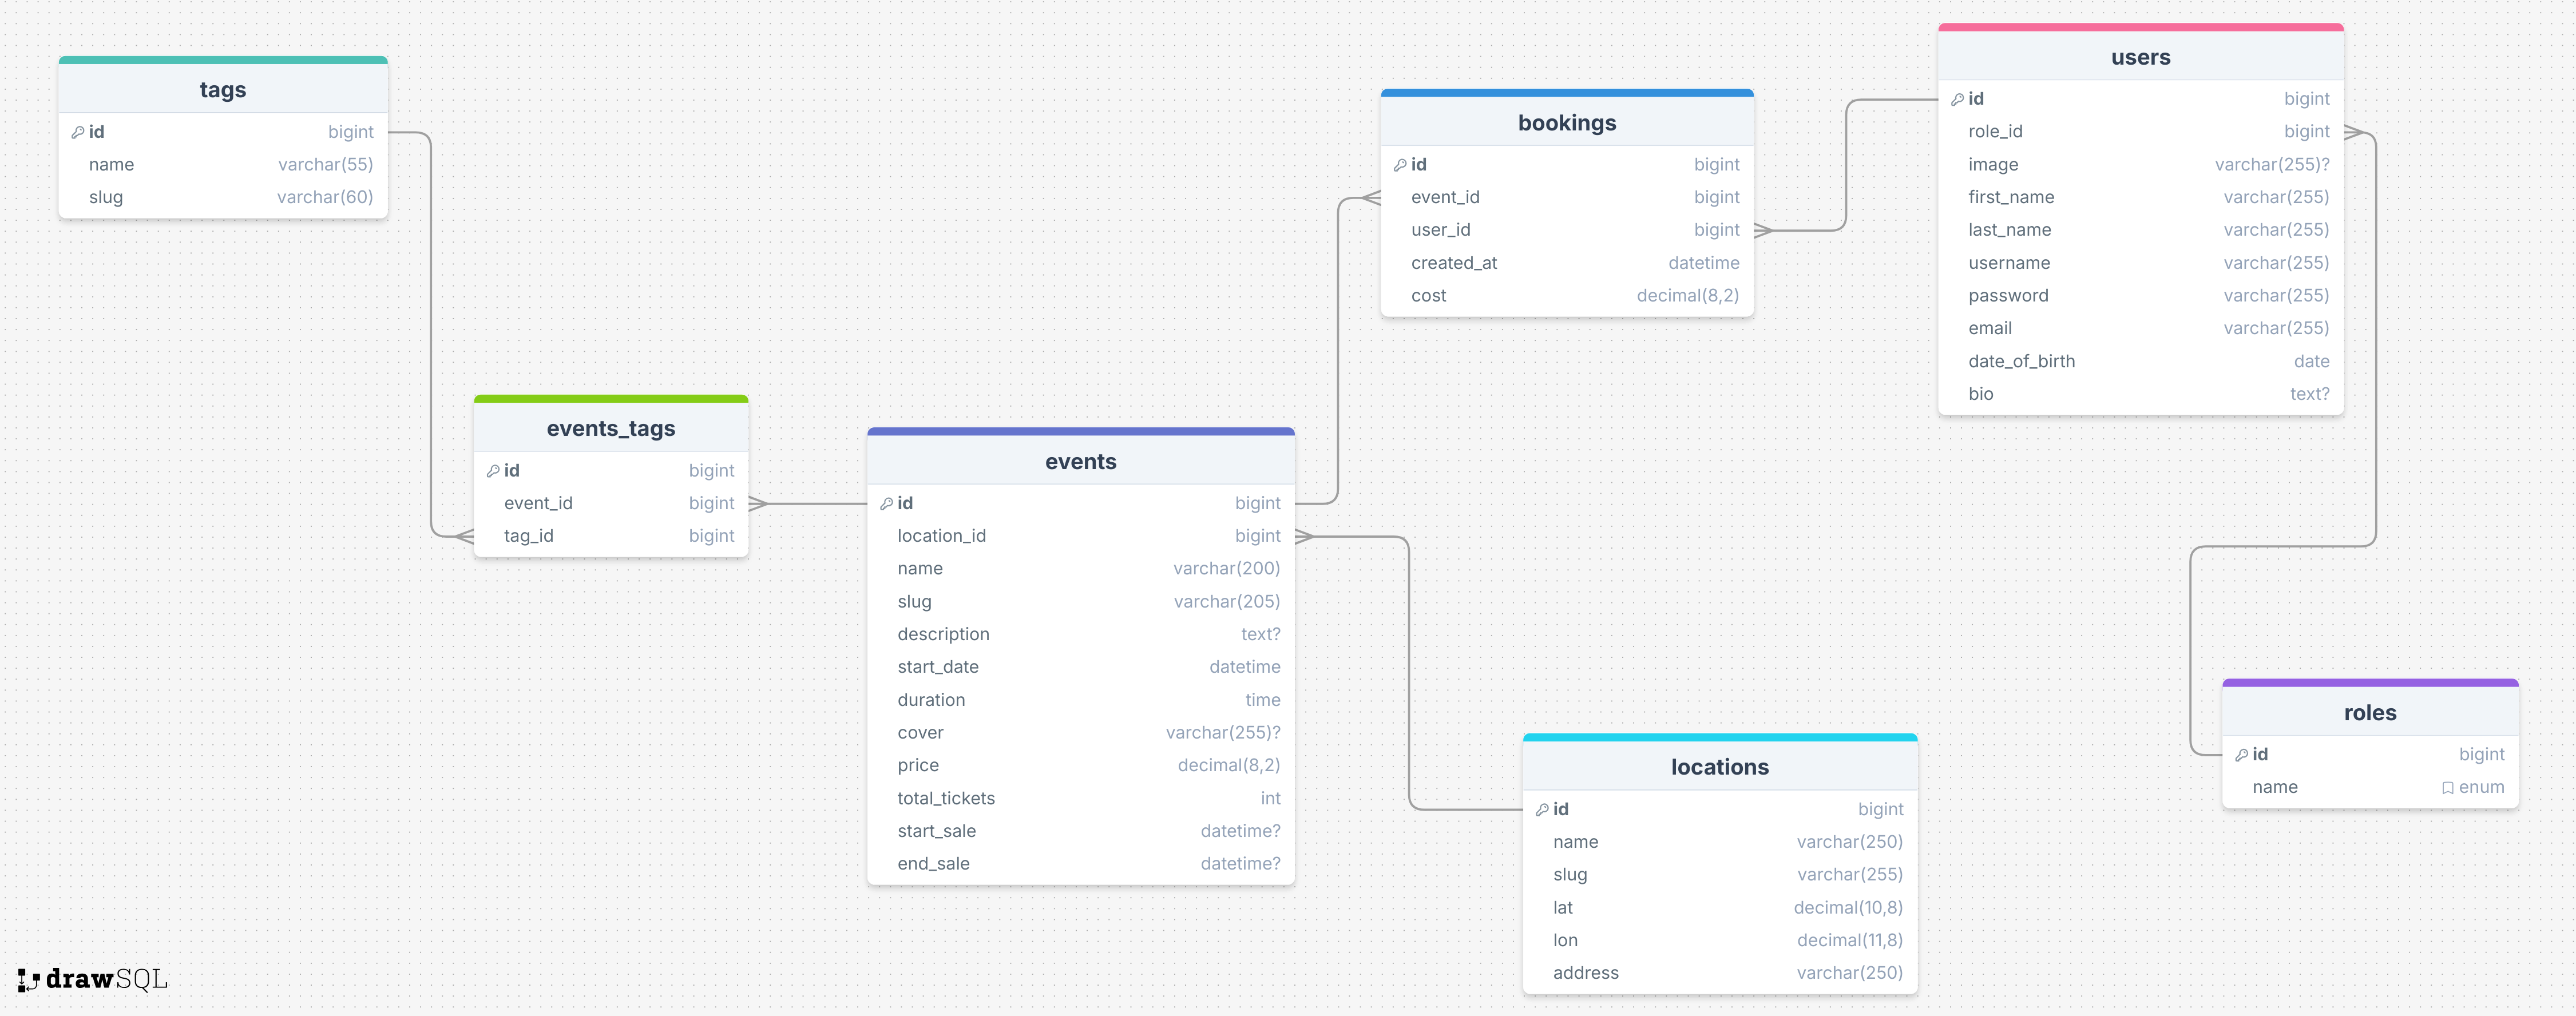 tags
id bigint
name varchar(55)
slug varchar(60)
events_tags
id bigint
event_id bigint
tag_id bigint
events
id bigint
location_id bigint
name varchar(200)
slug varchar(205)
description text?
start_date datetime
duration time
cover varchar(255)?
price decimal(8,2)
total_tickets int
start_sale datetime?
end_sale datetime?
bookings
id bigint
event_id bigint
user_id bigint
created_at datetime
cost decimal(8,2)
users
id bigint
role_id bigint
image varchar(255)?
first_name varchar(255)
last_name varchar(255)
username varchar(255)
password varchar(255)
email varchar(255)
date_of_birth date
bio text?
locations
id bigint
name varchar(250)
slug varchar(255)
lat decimal(10,8)
lon decimal(11,8)
address varchar(250)
roles
id bigint
name enum
drawSQL